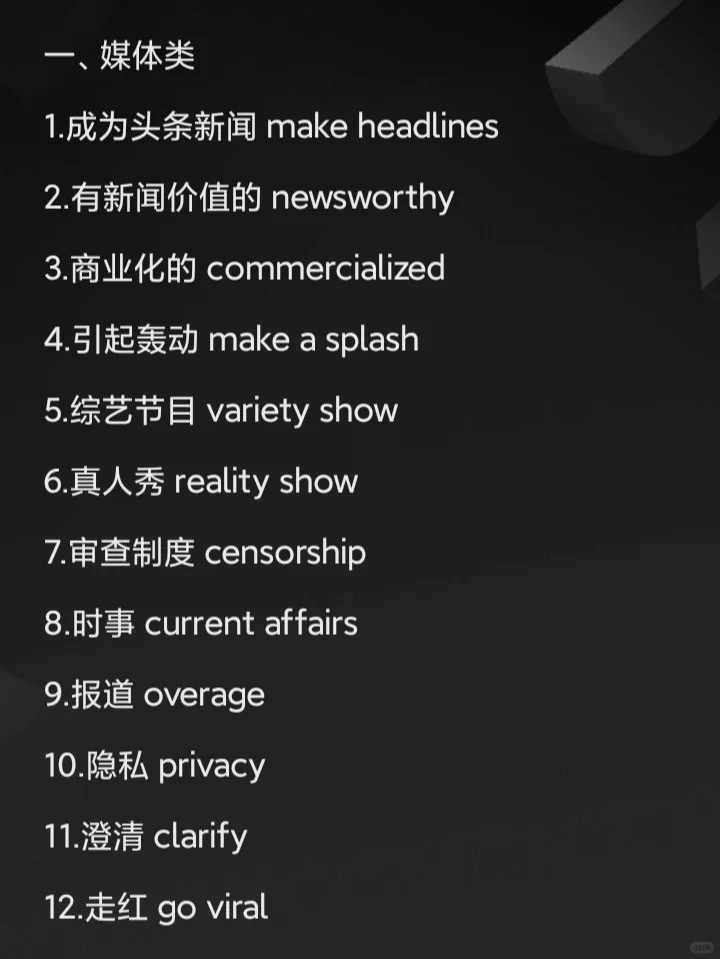 一、媒体类
1.成为头条新闻 make headlines
2.有新闻价值的 newsworthy
3.商业化的 commercialized
4.引起轰动 make a splash
5.综艺节目 variety show
6.真人秀 reality show
7.审查制度 censorship
8.时事 current affairs
9.报道 overage
10.隐私 privacy
11.澄清 clarify
12.走红 go viral